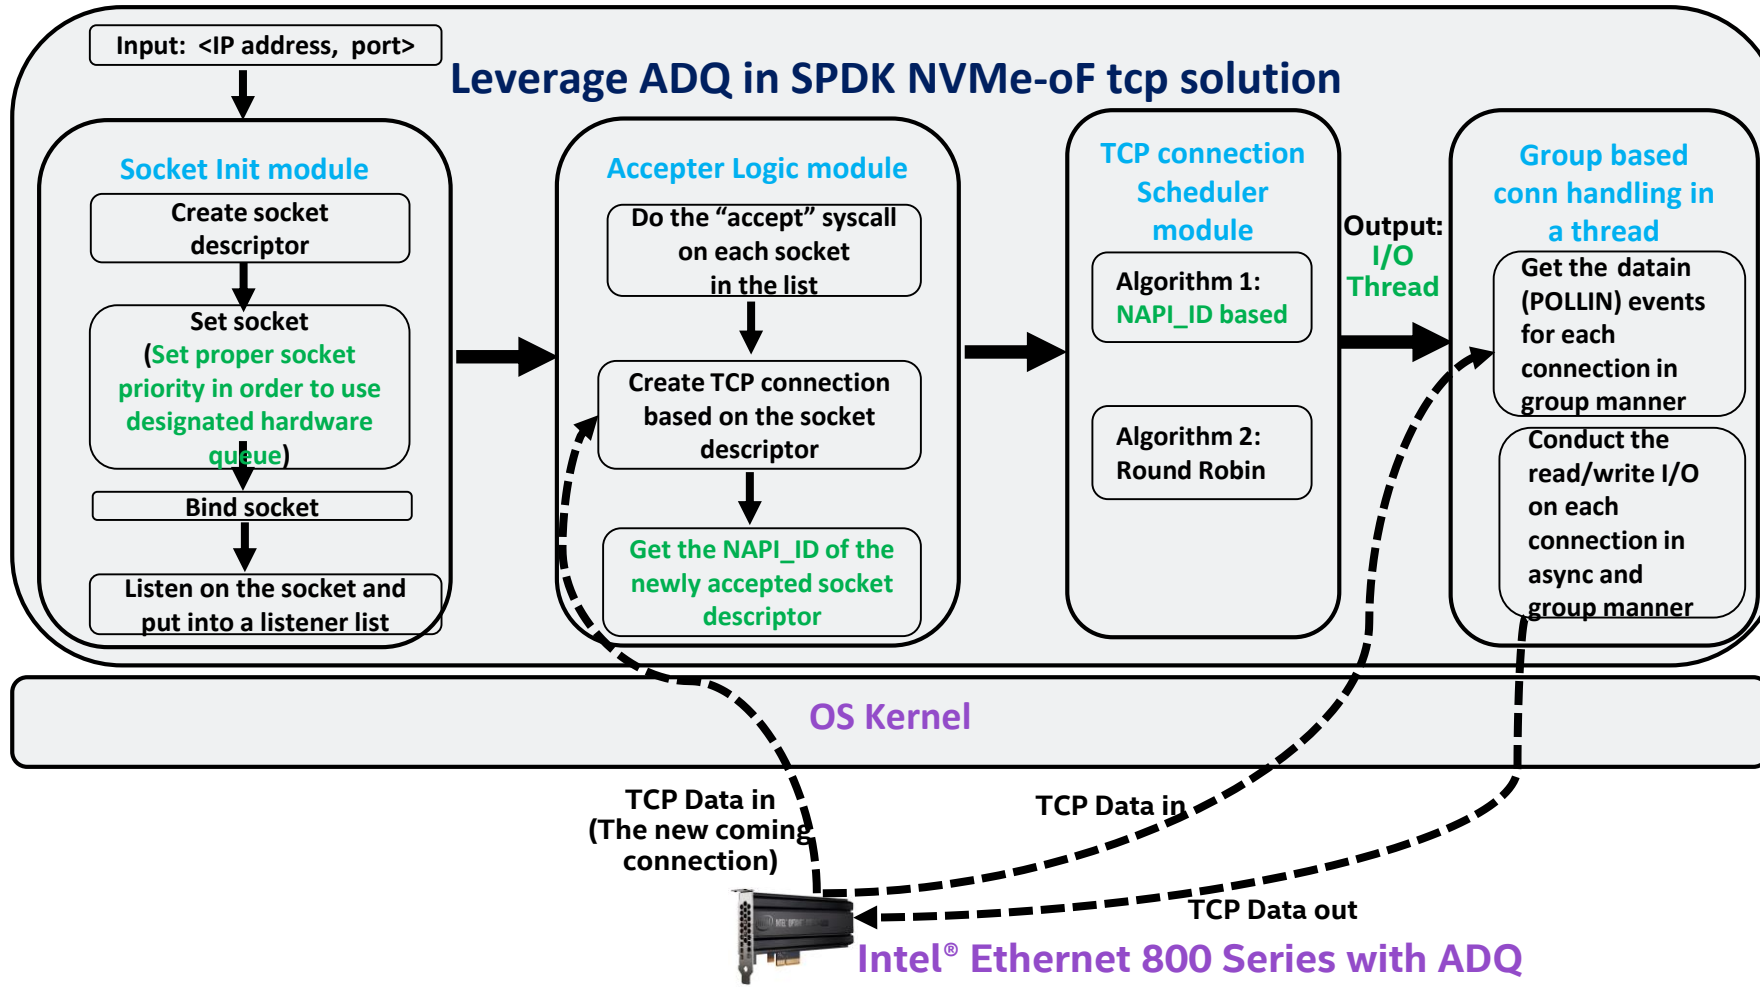 Input: <IP address, port>
Leverage ADQ in SPDK NVMe-oF tcp solution
Socket Init module
Create socket
descriptor
Set socket
(Set proper socket
priority in order to use
designated hardware
queue)
Bind socket
Listen on the socket and
put into a listener list
Accepter Logic module
Do the “accept” syscall
on each socket
in the list
Create TCP connection
based on the socket
descriptor
Get the NAPI_ID of the
newly accepted socket
descriptor
TCP connection
Scheduler
module
Algorithm 1:
NAPI_ID based
Algorithm 2:
Round Robin
Output:
I/O
Thread
Group based
conn handling in
a thread
Get the datain
(POLLIN) events
for each
connection in
group manner
Conduct the
read/write I/O
on each
connection in
async and
group manner
OS Kernel
TCP Data in
(The new coming
connection)
TCP Data in
TCP Data out
Intel® Ethernet 800 Series with ADQ